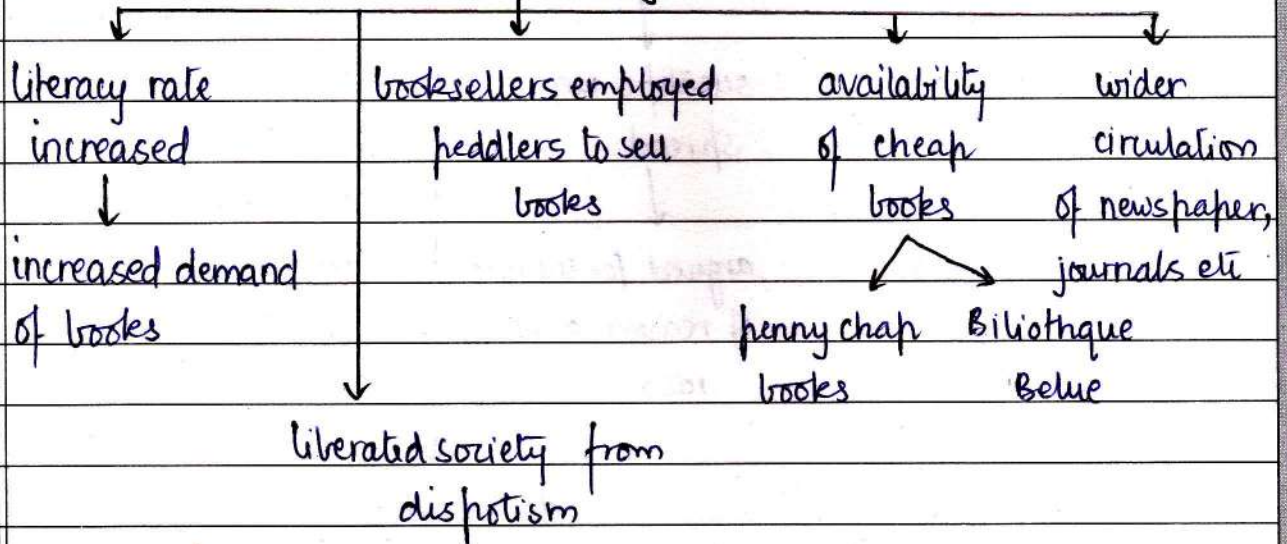 literacy rate
increased
increased demand
of books
liberated society from
dispotism
booksellers employed
peddlers to sell
books
availability
of cheap
books
penny chap
books
Biliothque
Belue
wider
circulation
of newspaper,
journals etc